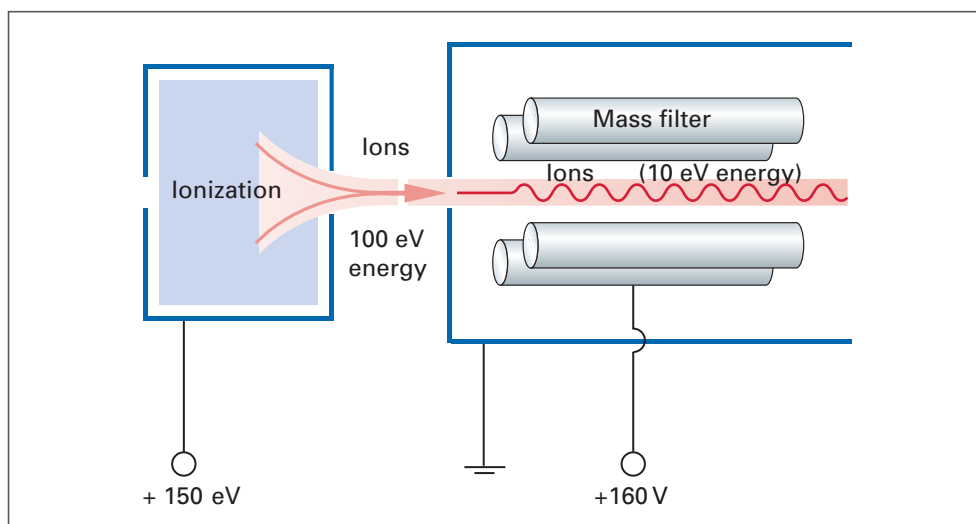 Mass filter
Ions
Ionization
Ions (10 eV energy)
100 eV
energy
+ 150 eV
+160 V